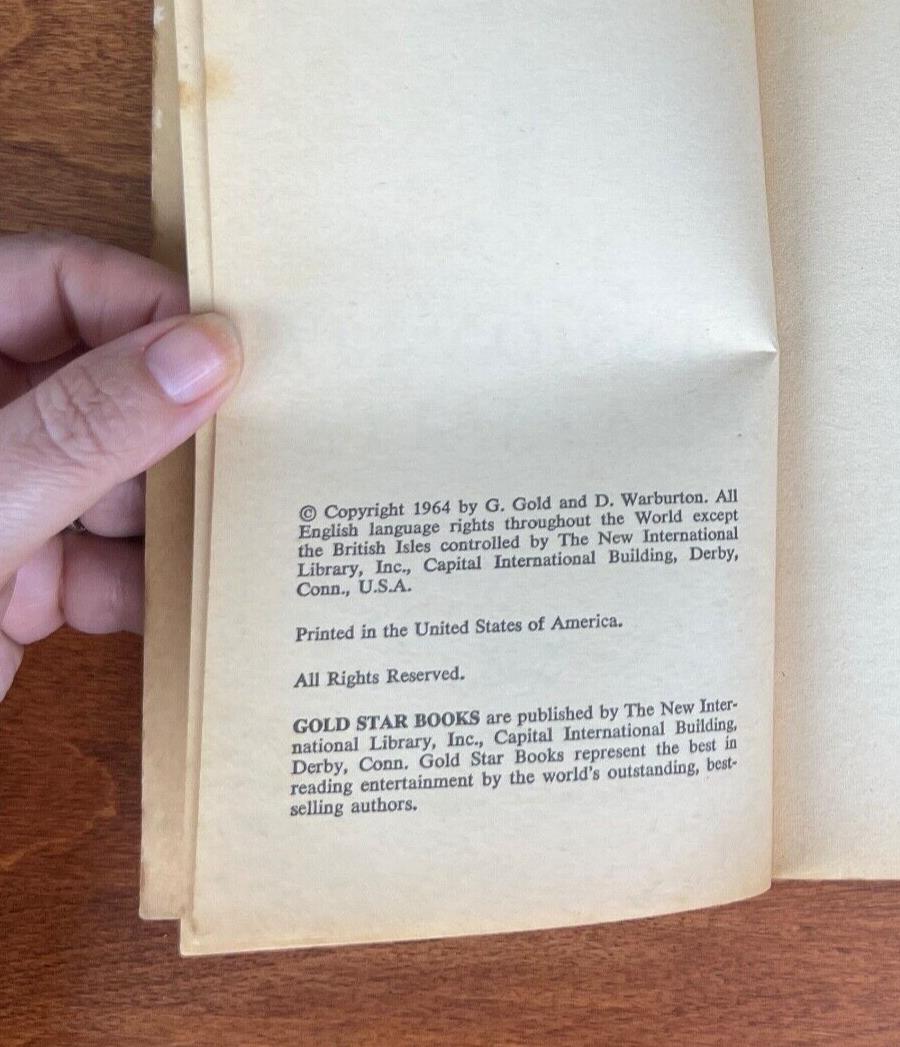 © Copyright 1964 by G. Gold and D. Warburton. All
English language rights throughout the World except
the British Isles controlled by The New International
Library, Inc., Capital International Building, Derby,
Conn., U.S.A.
Printed in the United States of America.
All Rights Reserved.
GOLD STAR BOOKS are published by The New Inter-
national Library, Inc., Capital International Building,
Derby, Conn. Gold Star Books represent the best in
reading entertainment by the world's outstanding, best-
selling authors.